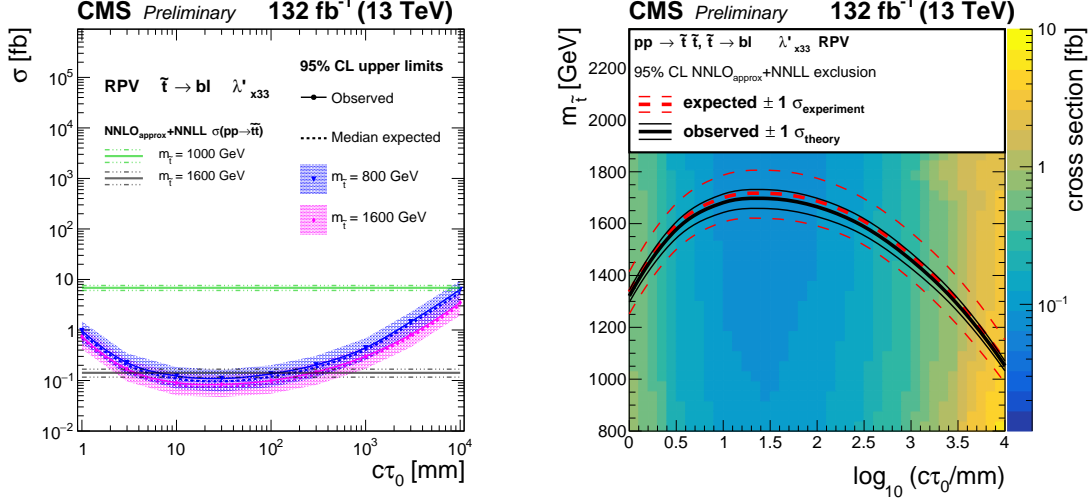 CMS Preliminary 132 fb⁻¹ (13 TeV)
σ [fb]
10⁵
10⁴
10³
10²
10
1
10⁻¹
10⁻²
RPV t̃ → bl λ'ₓ₃₃
NNLOapprox+NNLL σ(pp→t̃t̃)
m_t̃ = 1000 GeV
m_t̃ = 1600 GeV
95% CL upper limits
Observed
Median expected
m_t̃ = 800 GeV
m_t̃ = 1600 GeV
1 10 10² 10³ 10⁴
cτ₀ [mm]
CMS Preliminary 132 fb⁻¹ (13 TeV)
m_t̃ [GeV]
2200
2000
1800
1600
1400
1200
1000
800
pp → t̃ t̃, t̃ → bl λ'ₓ₃₃ RPV
95% CL NNLOapprox+NNLL exclusion
expected ± 1 σexperiment
observed ± 1 σtheory
0 0.5 1 1.5 2 2.5 3 3.5 4
log₁₀ (cτ₀/mm)
10
1
10⁻¹
cross section [fb]